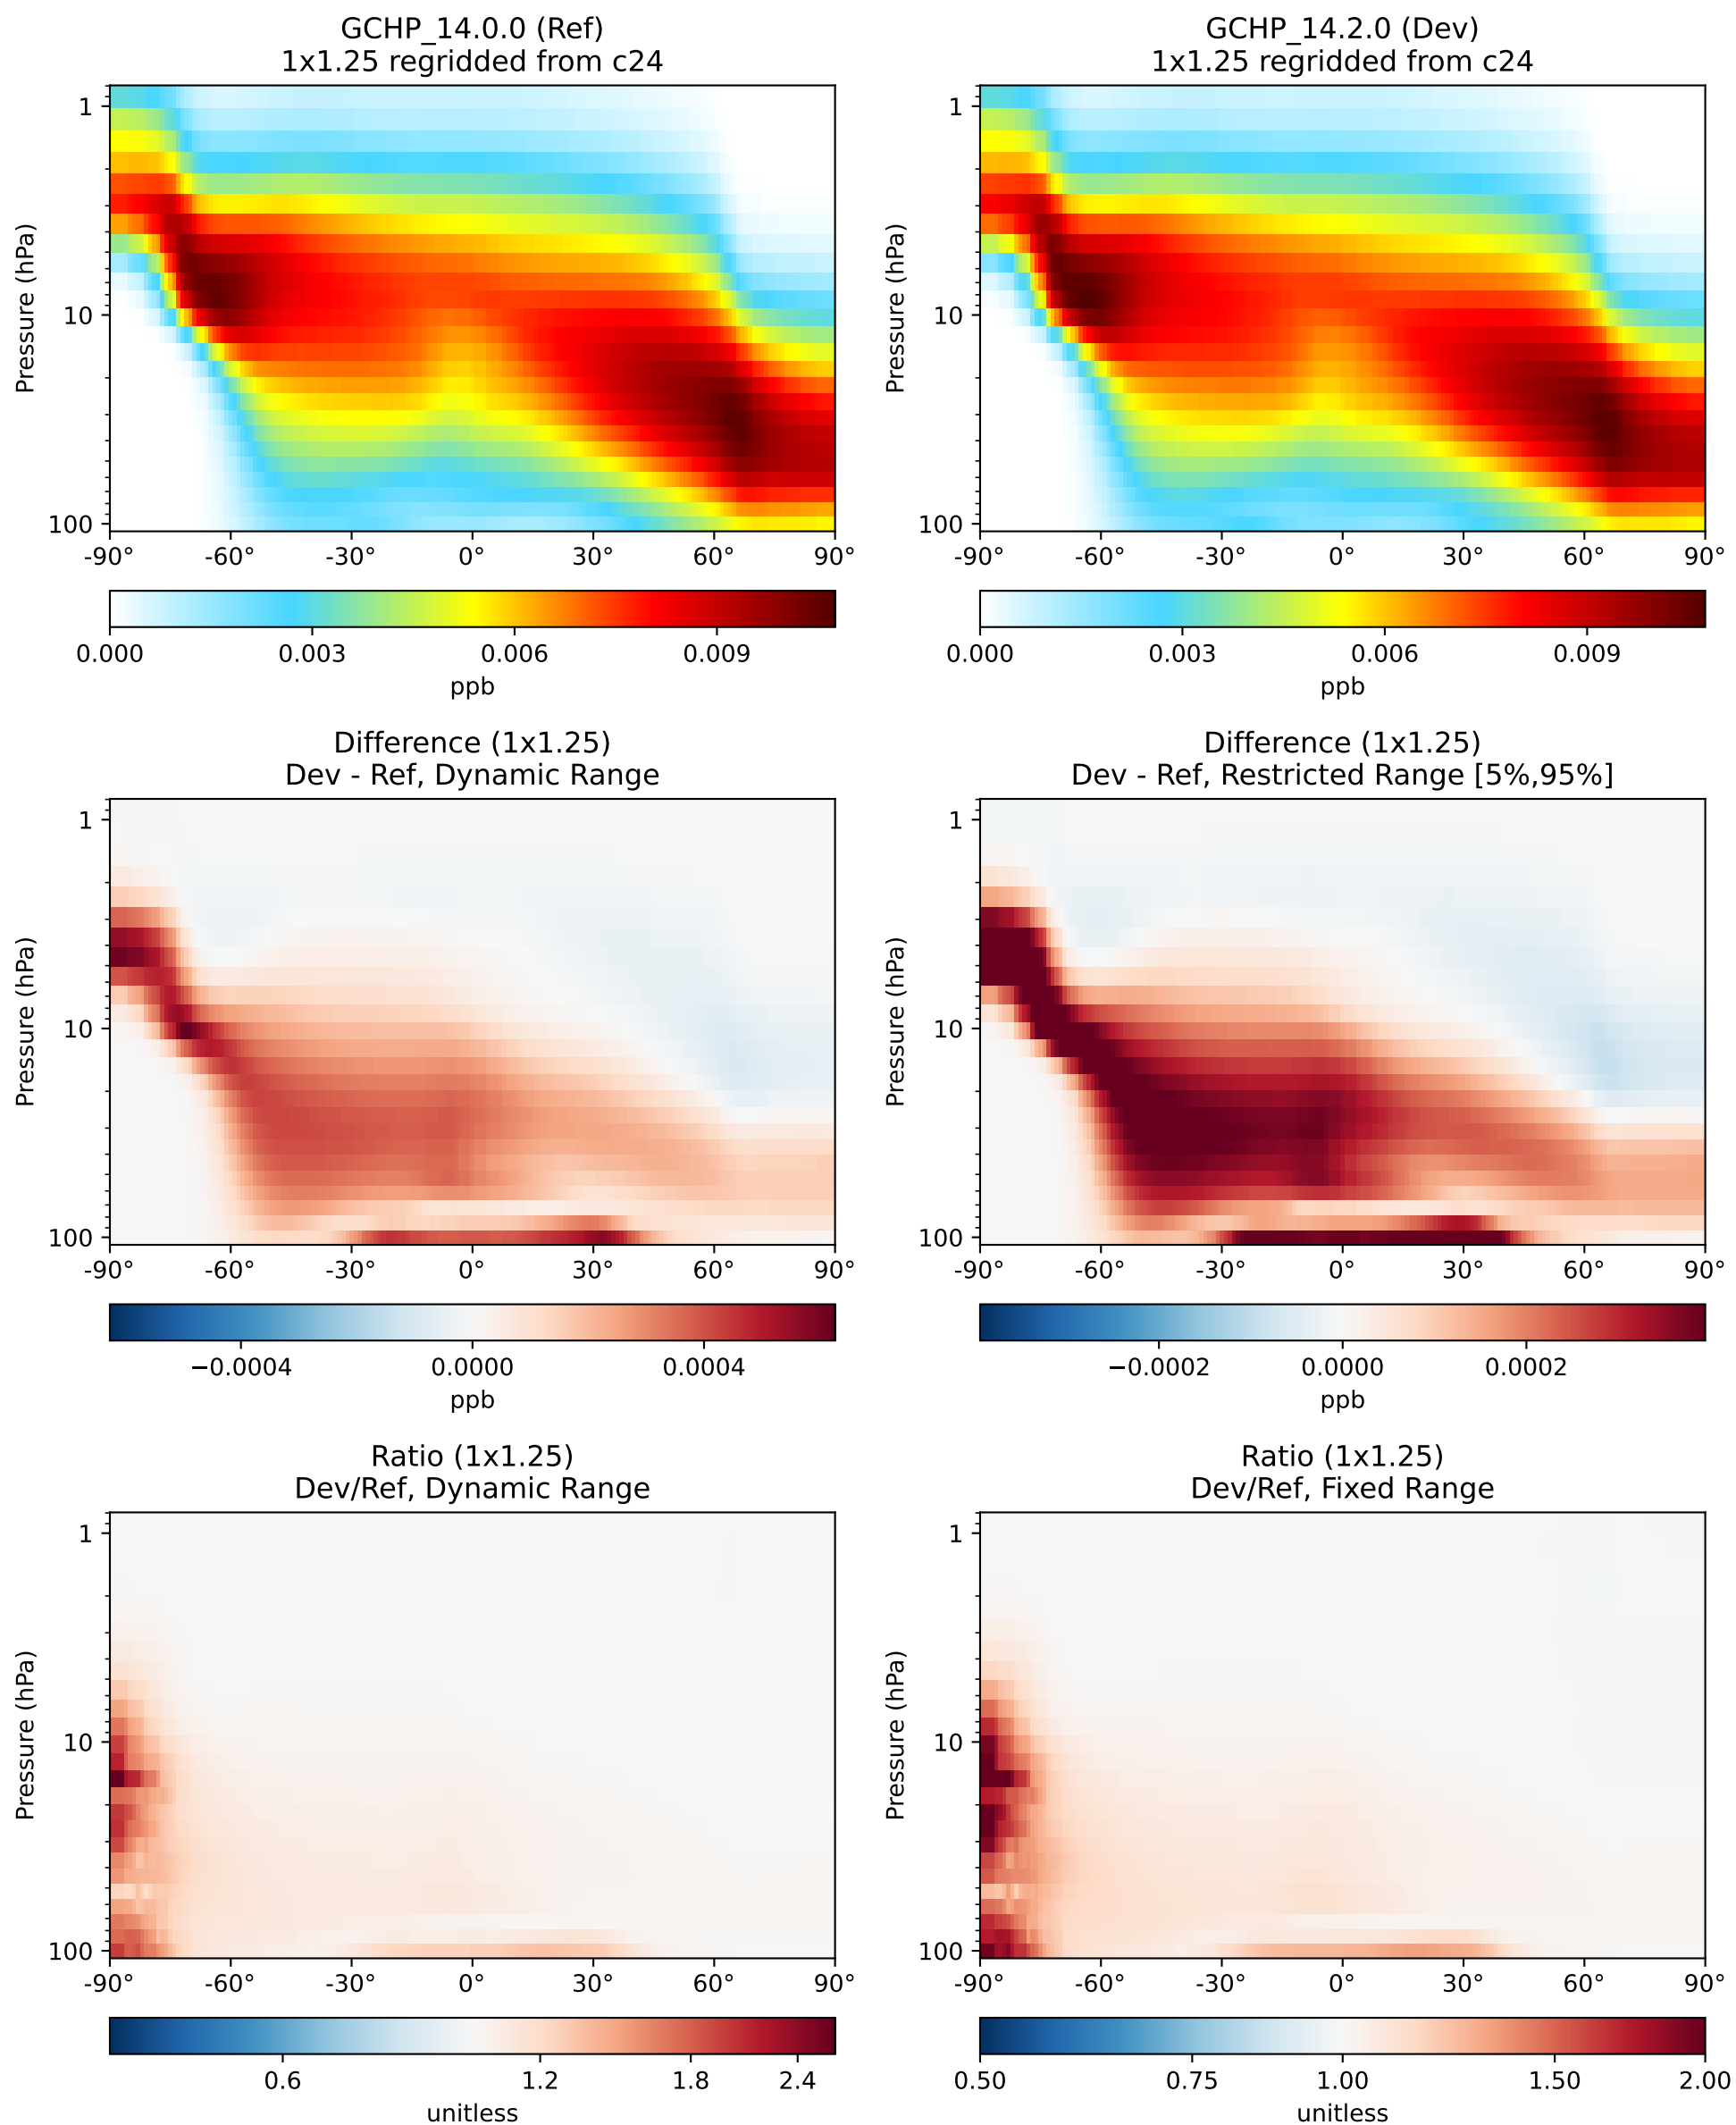 GCHP_14.0.0 (Ref)
1x1.25 regridded from c24
GCHP_14.2.0 (Dev)
1x1.25 regridded from c24
Pressure (hPa)
1
10
100
-90° -60° -30° 0° 30° 60° 90°
Pressure (hPa)
1
10
100
-90° -60° -30° 0° 30° 60° 90°
0.000 0.003 0.006 0.009
ppb
0.000 0.003 0.006 0.009
ppb
Difference (1x1.25)
Dev - Ref, Dynamic Range
Difference (1x1.25)
Dev - Ref, Restricted Range [5%,95%]
Pressure (hPa)
1
10
100
-90° -60° -30° 0° 30° 60° 90°
Pressure (hPa)
1
10
100
-90° -60° -30° 0° 30° 60° 90°
−0.0004 0.0000 0.0004
ppb
−0.0002 0.0000 0.0002
ppb
Ratio (1x1.25)
Dev/Ref, Dynamic Range
Ratio (1x1.25)
Dev/Ref, Fixed Range
Pressure (hPa)
1
10
100
-90° -60° -30° 0° 30° 60° 90°
Pressure (hPa)
1
10
100
-90° -60° -30° 0° 30° 60° 90°
0.6 1.2 1.8 2.4
unitless
0.50 0.75 1.00 1.50 2.00
unitless